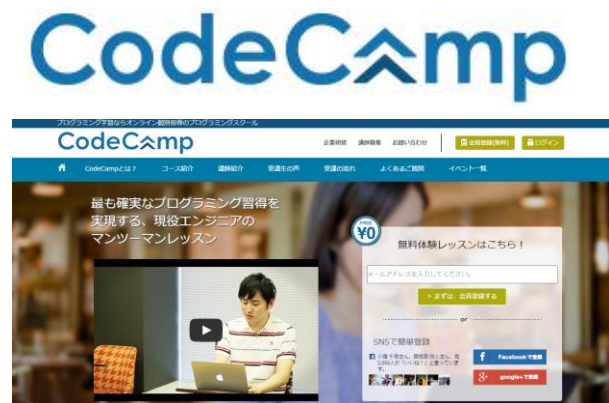 CodeCamp
プログラミング学習ならオンライン個別指導のプログラミングスクール
CodeCamp
企業研修 講師募集 お問い合わせ 会員登録(無料) ログイン
CodeCampとは？ コース紹介 講師紹介 受講生の声 受講の流れ よくあるご質問 イベント一覧
最も確実なプログラミング習得を
実現する、現役エンジニアの
マンツーマンレッスン
FREE
¥0
無料体験レッスンはこちら！
メールアドレスを入力してください。
> まずは、会員登録する
or
SNSで簡単登録
Facebookで登録
google+で登録